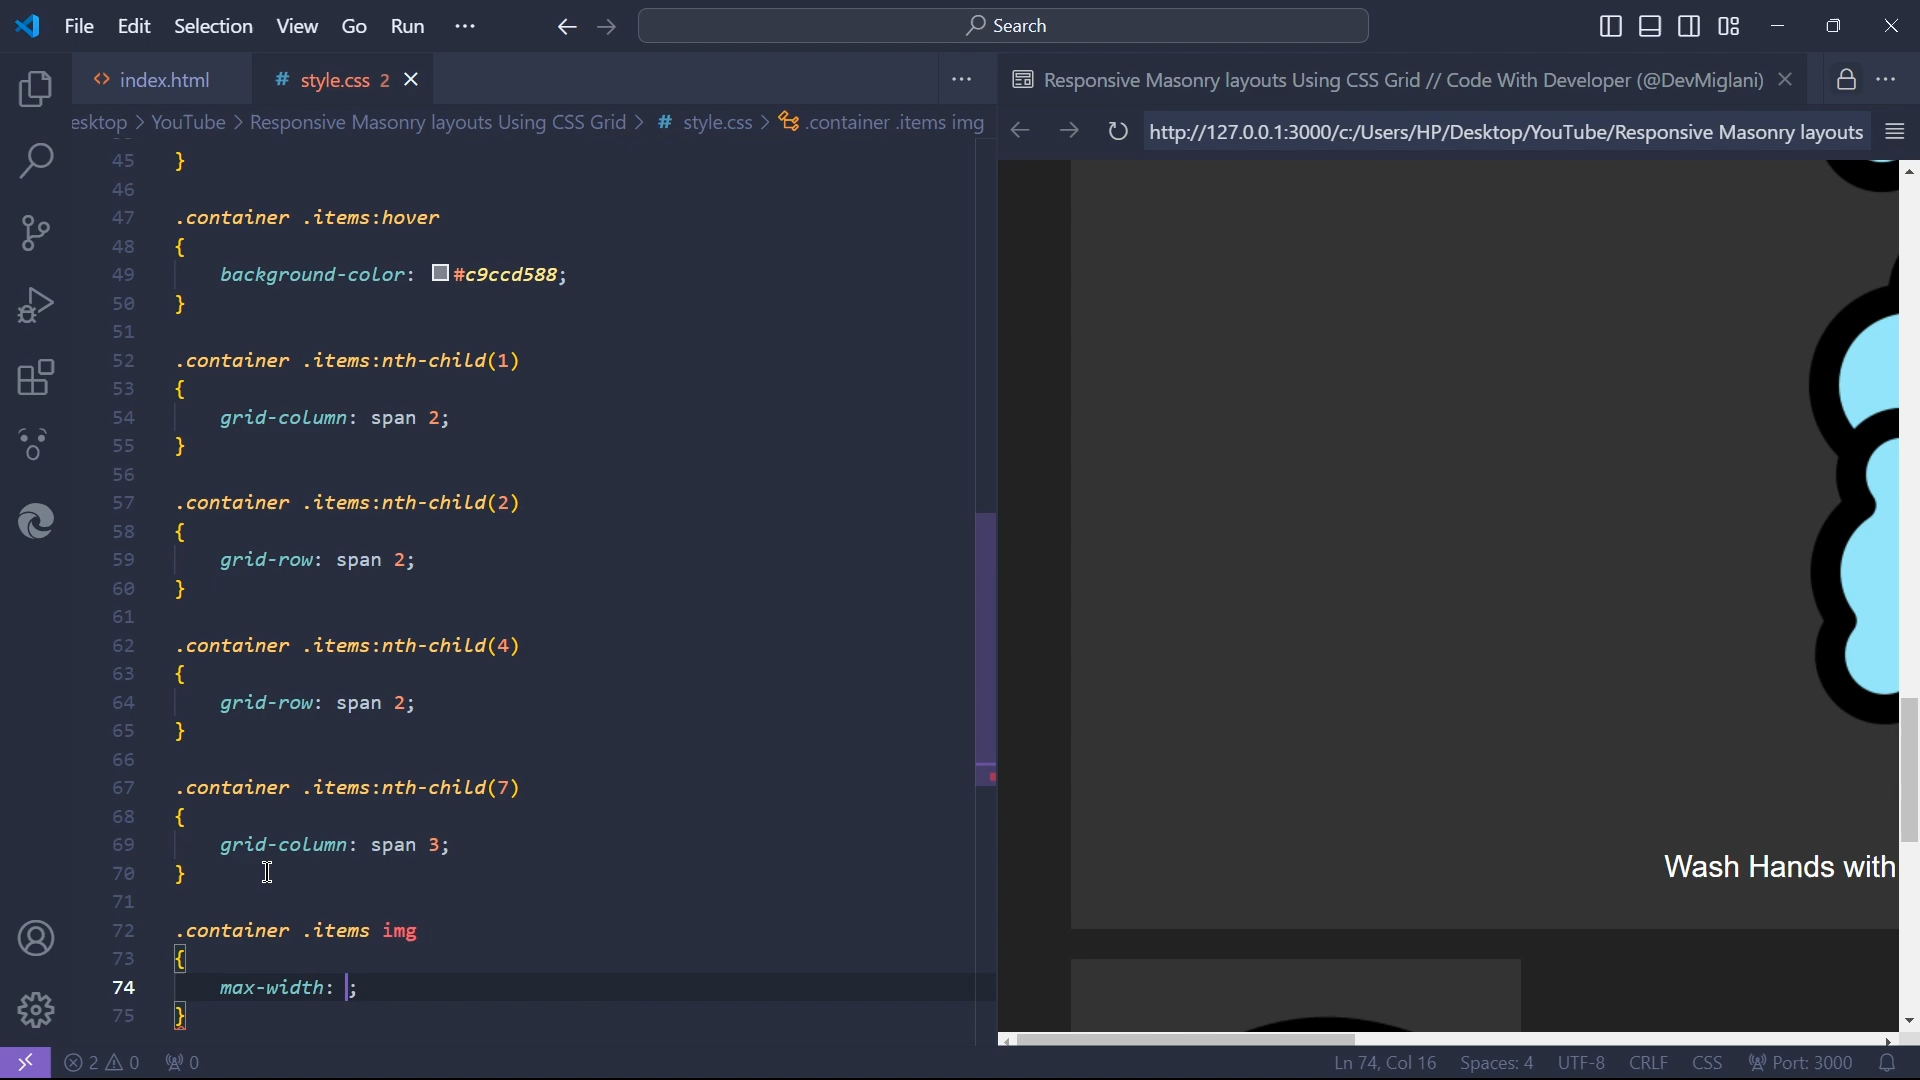 File Edit Selection View Go Run ··· Search
index.html # style.css 2
Responsive Masonry layouts Using CSS Grid // Code With Developer (@DevMiglani)
esktop > YouTube > Responsive Masonry layouts Using CSS Grid > # style.css > .container .items img
http://127.0.0.1:3000/c:/Users/HP/Desktop/YouTube/Responsive Masonry layouts
45 }
46
47 .container .items:hover
48 {
49 background-color: #c9ccd588;
50 }
51
52 .container .items:nth-child(1)
53 {
54 grid-column: span 2;
55 }
56
57 .container .items:nth-child(2)
58 {
59 grid-row: span 2;
60 }
61
62 .container .items:nth-child(4)
63 {
64 grid-row: span 2;
65 }
66
67 .container .items:nth-child(7)
68 {
69 grid-column: span 3;
70 }
71
72 .container .items img
73 {
74 max-width: ;
75 }
Wash Hands with
2 0 0
Ln 74, Col 16 Spaces: 4 UTF-8 CRLF CSS Port: 3000